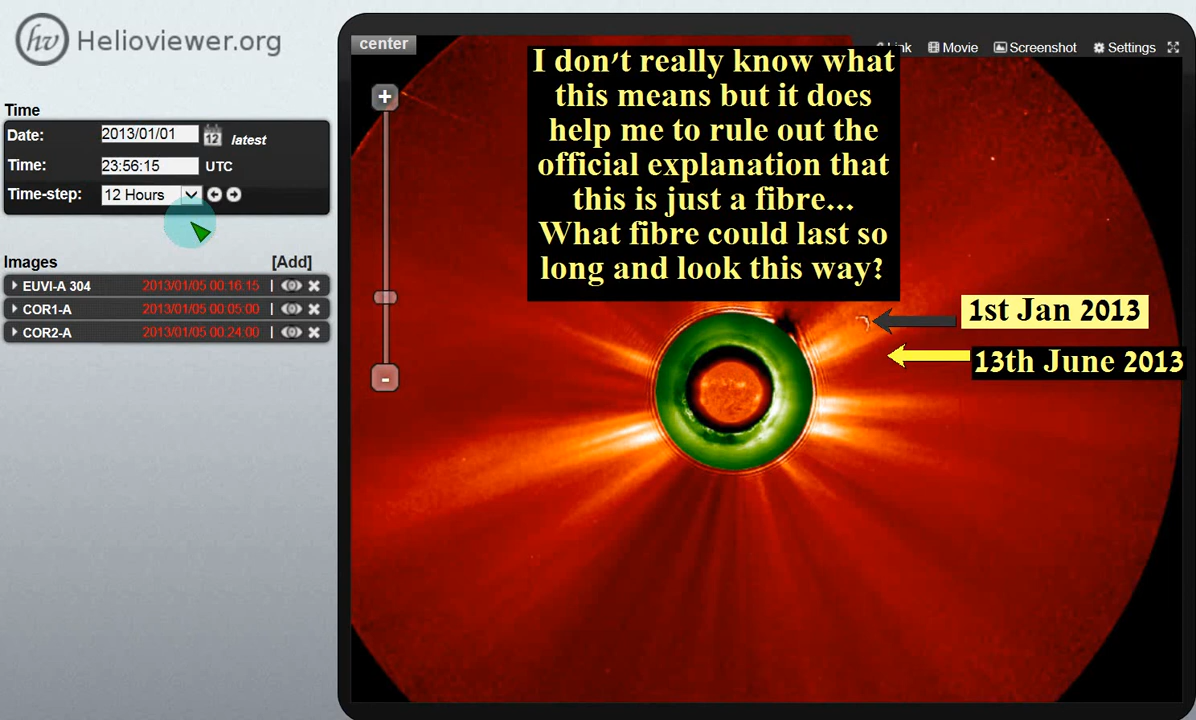 hv Helioviewer.org
Time
Date: 2013/01/01 12 latest
Time: 23:56:15 UTC
Time-step: 12 Hours
Images [Add]
EUVI-A 304 2013/01/05 00:16:15
COR1-A 2013/01/05 00:05:00
COR2-A 2013/01/05 00:24:00
center
Link Movie Screenshot Settings
+
-
I don't really know what
this means but it does
help me to rule out the
official explanation that
this is just a fibre...
What fibre could last so
long and look this way?
1st Jan 2013
13th June 2013